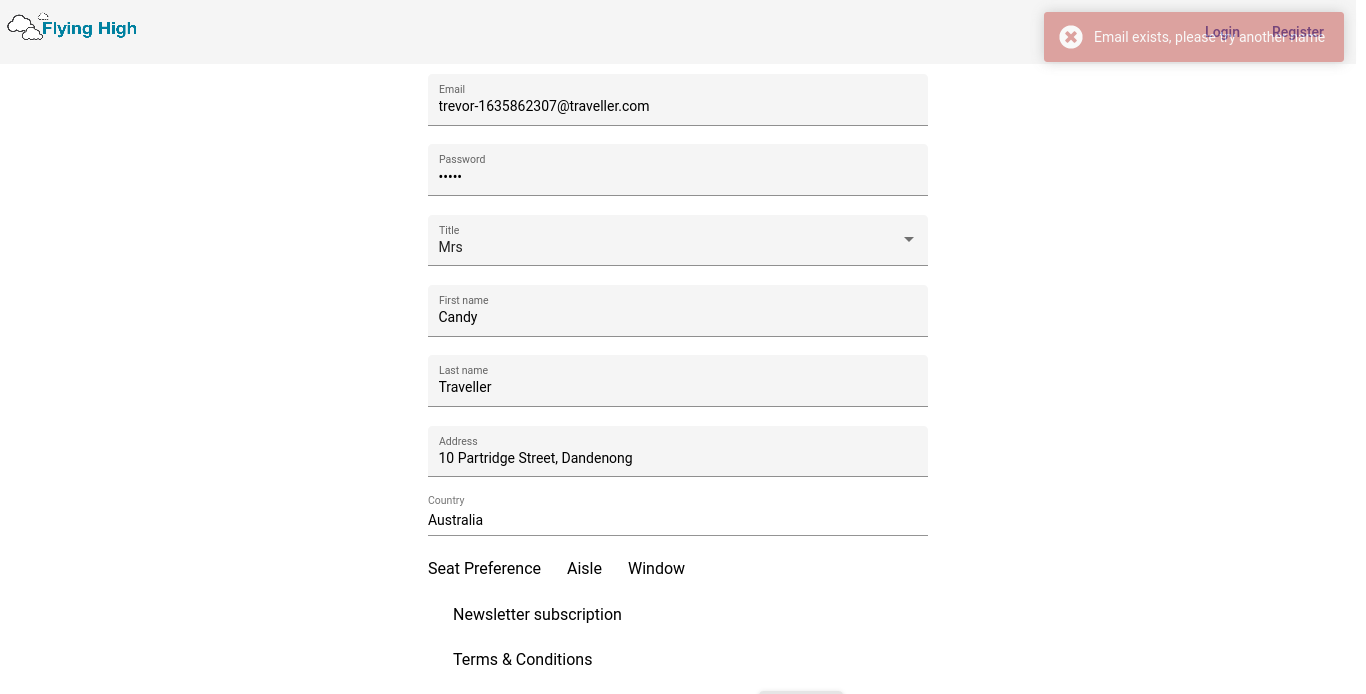 Flying High
Login
Register
Email exists, please try another name
Email
trevor-1635862307@traveller.com
Password
•••••
Title
Mrs
First name
Candy
Last name
Traveller
Address
10 Partridge Street, Dandenong
Country
Australia
Seat Preference Aisle Window
Newsletter subscription
Terms & Conditions